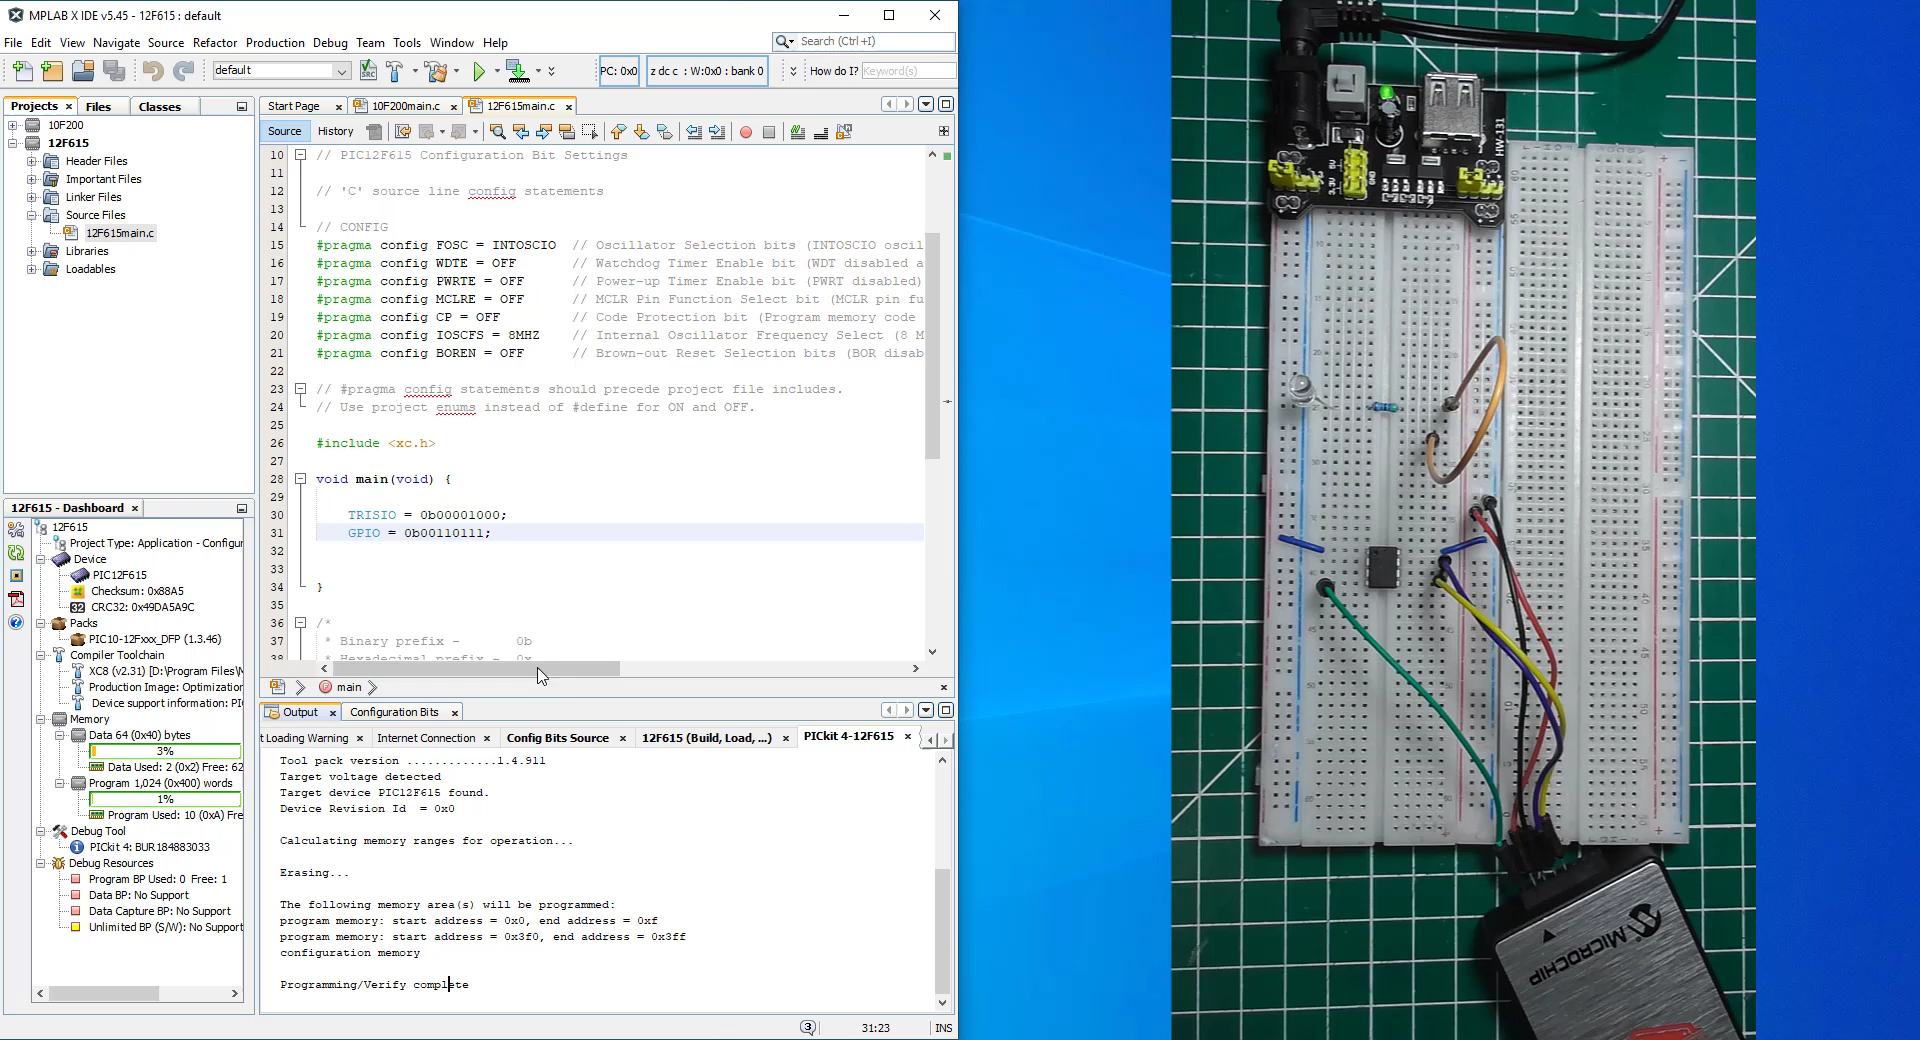 MPLAB X IDE v5.45 - 12F615 : default
File Edit View Navigate Source Refactor Production Debug Team Tools Window Help
Search (Ctrl+I)
default
PC: 0x0
z dc c : W:0x0 : bank 0
How do I?
Keyword(s)
Projects Files Classes
10F200
12F615
Header Files
Important Files
Linker Files
Source Files
12F615main.c
Libraries
Loadables
Start Page 10F200main.c 12F615main.c
Source History
10 // PIC12F615 Configuration Bit Settings
11
12 // 'C' source line config statements
13
14 // CONFIG
15 #pragma config FOSC = INTOSCIO // Oscillator Selection bits (INTOSCIO oscil
16 #pragma config WDTE = OFF // Watchdog Timer Enable bit (WDT disabled a
17 #pragma config PWRTE = OFF // Power-up Timer Enable bit (PWRT disabled)
18 #pragma config MCLRE = OFF // MCLR Pin Function Select bit (MCLR pin fu
19 #pragma config CP = OFF // Code Protection bit (Program memory code
20 #pragma config IOSCFS = 8MHZ // Internal Oscillator Frequency Select (8 M
21 #pragma config BOREN = OFF // Brown-out Reset Selection bits (BOR disab
22
23 // #pragma config statements should precede project file includes.
24 // Use project enums instead of #define for ON and OFF.
25
26 #include <xc.h>
27
28 void main(void) {
29
30 TRISIO = 0b00001000;
31 GPIO = 0b00110111;
32
33
34 }
35
36 /*
37 * Binary prefix - 0b
38 * Hexadecimal prefix - 0x
main
12F615 - Dashboard
12F615
Project Type: Application - Configur
Device
PIC12F615
Checksum: 0x88A5
CRC32: 0x49DA5A9C
Packs
PIC10-12Fxxx_DFP (1.3.46)
Compiler Toolchain
XC8 (v2.31) [D:\Program Files\M
Production Image: Optimizatio
Device support information: PI
Memory
Data 64 (0x40) bytes
3%
Data Used: 2 (0x2) Free: 62
Program 1,024 (0x400) words
1%
Program Used: 10 (0xA) Fre
Debug Tool
PICkit 4: BUR184883033
Debug Resources
Program BP Used: 0 Free: 1
Data BP: No Support
Data Capture BP: No Support
Unlimited BP (S/W): No Support
Output Configuration Bits
t Loading Warning Internet Connection Config Bits Source 12F615 (Build, Load, ...) PICkit 4-12F615
Tool pack version .............1.4.911
Target voltage detected
Target device PIC12F615 found.
Device Revision Id = 0x0
Calculating memory ranges for operation...
Erasing...
The following memory area(s) will be programmed:
program memory: start address = 0x0, end address = 0xf
program memory: start address = 0x3f0, end address = 0x3ff
configuration memory
Programming/Verify complete
3 31:23 INS
HW-131
MICROCHIP